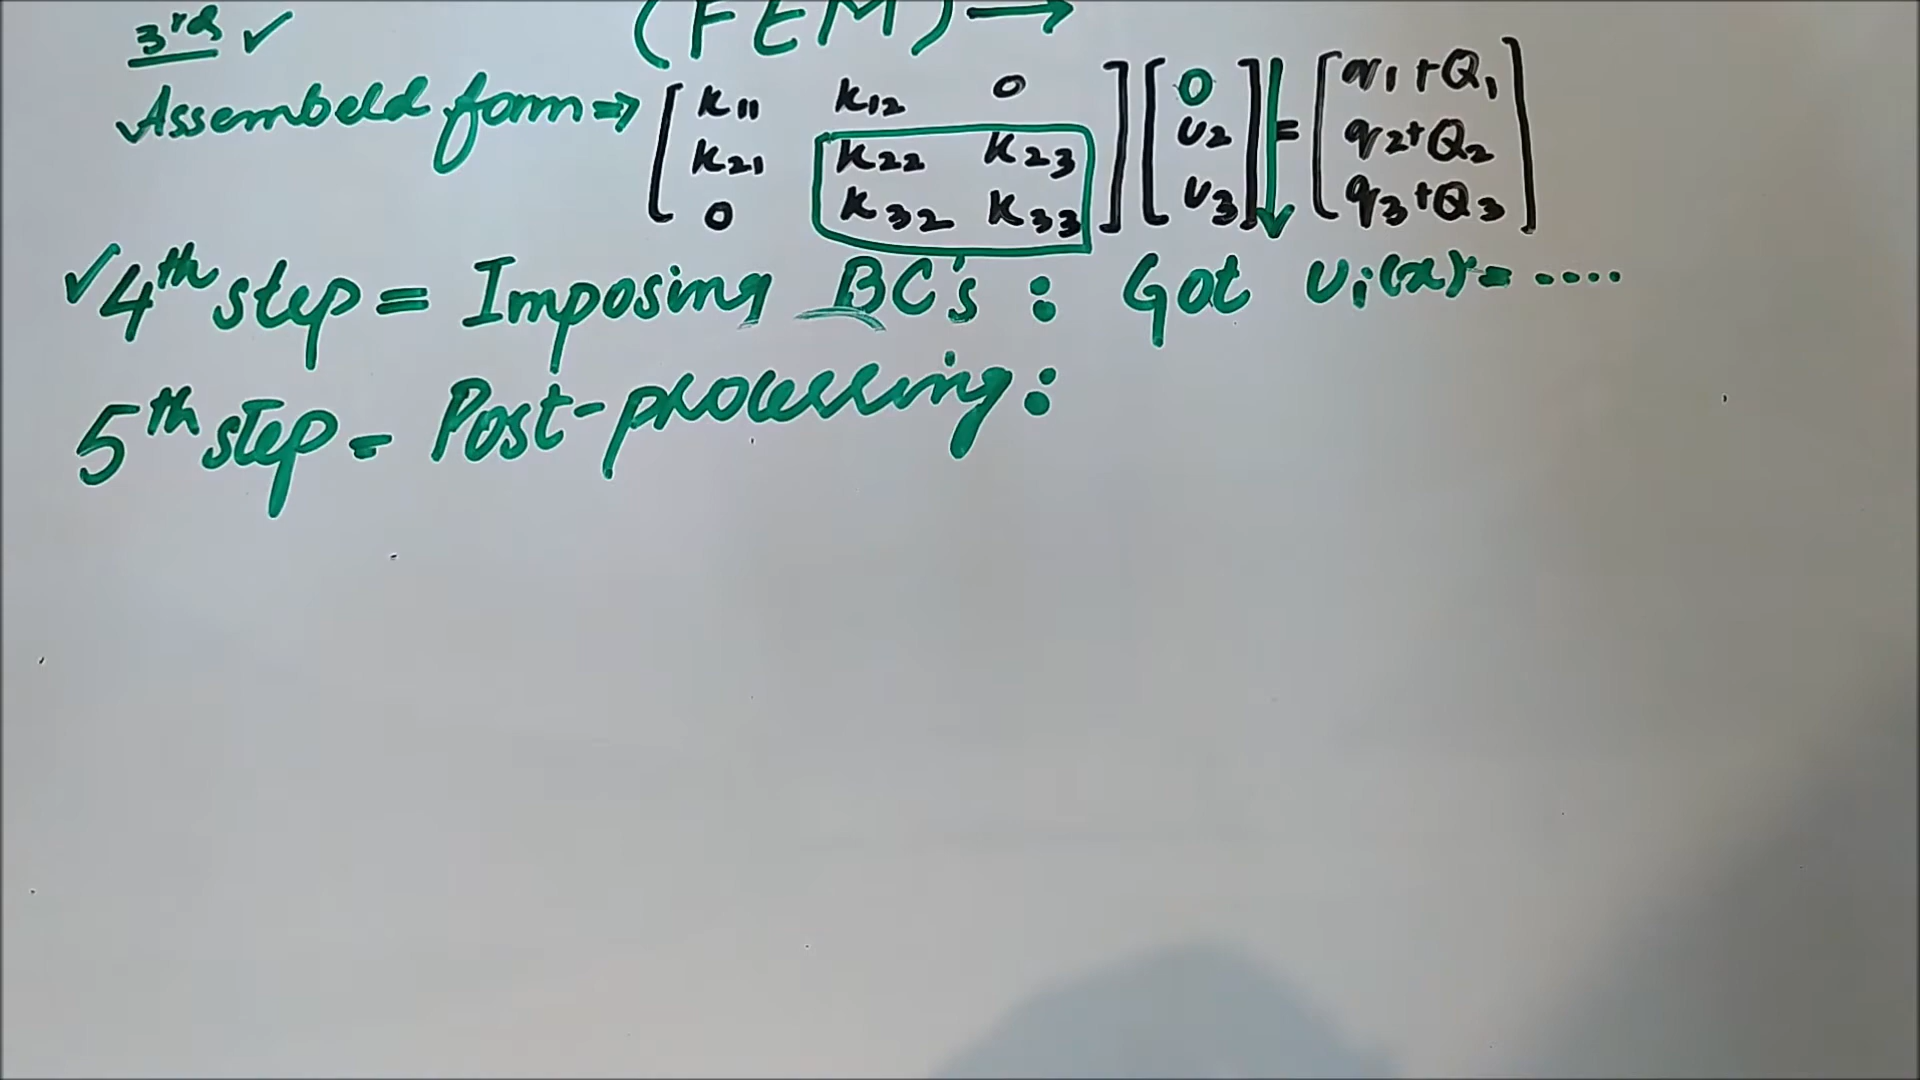 (FEM) →
3rd ✓
Assembeld form ⇒ [K11 K12 0 [0 [q1+Q1
K21 K22 K23 U2 = q2+Q2
0 K32 K33] U3] q3+Q3]
✓4th step = Imposing BC's : Got Ui(x) = ....
5th step = Post-processing :